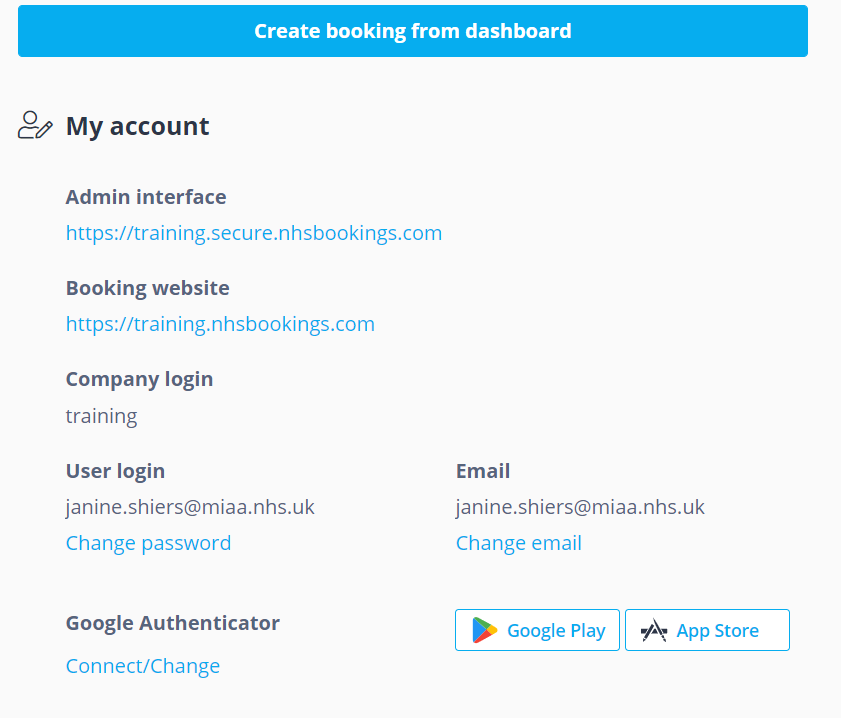 Create booking from dashboard
My account
Admin interface
https://training.secure.nhsbookings.com
Booking website
https://training.nhsbookings.com
Company login
training
User login
janine.shiers@miaa.nhs.uk
Change password
Email
janine.shiers@miaa.nhs.uk
Change email
Google Authenticator
Connect/Change
Google Play
App Store